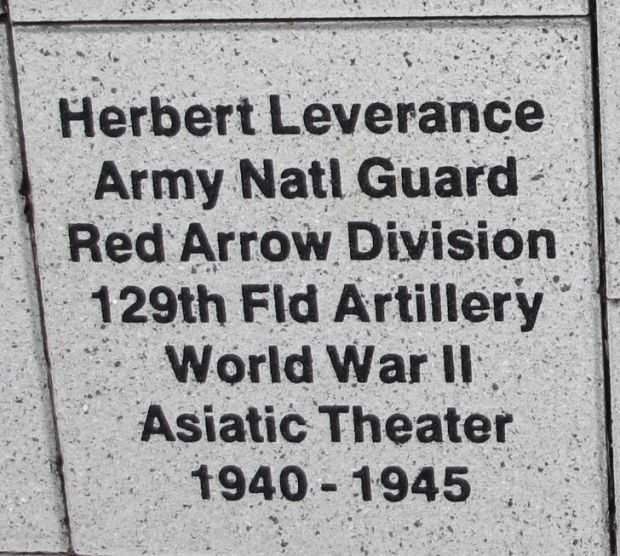 Herbert Leverance
Army Natl Guard
Red Arrow Division
129th Fld Artillery
World War II
Asiatic Theater
1940 - 1945